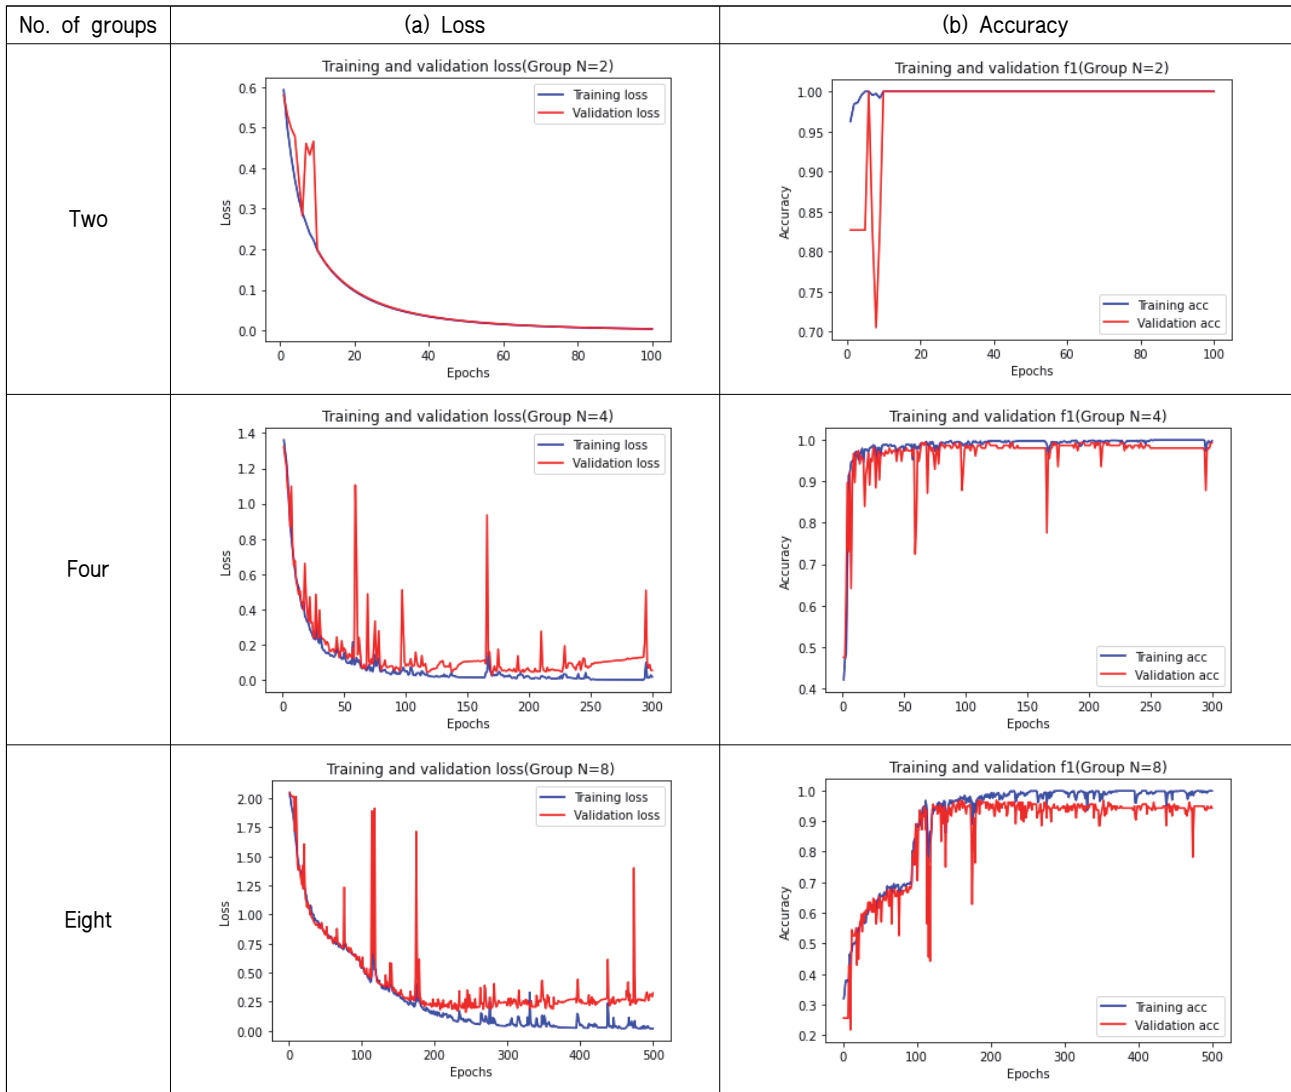 No. of groups
(a) Loss
(b) Accuracy
Two
Training and validation loss(Group N=2)
Training loss
Validation loss
0.6
0.5
0.4
0.3
0.2
0.1
0.0
Loss
0 20 40 60 80 100
Epochs
Training and validation f1(Group N=2)
1.00
0.95
0.90
0.85
0.80
0.75
0.70
Accuracy
Training acc
Validation acc
0 20 40 60 80 100
Epochs
Four
Training and validation loss(Group N=4)
Training loss
Validation loss
1.4
1.2
1.0
0.8
0.6
0.4
0.2
0.0
Loss
0 50 100 150 200 250 300
Epochs
Training and validation f1(Group N=4)
1.0
0.9
0.8
0.7
0.6
0.5
0.4
Accuracy
Training acc
Validation acc
0 50 100 150 200 250 300
Epochs
Eight
Training and validation loss(Group N=8)
Training loss
Validation loss
2.00
1.75
1.50
1.25
1.00
0.75
0.50
0.25
0.00
Loss
0 100 200 300 400 500
Epochs
Training and validation f1(Group N=8)
1.0
0.9
0.8
0.7
0.6
0.5
0.4
0.3
0.2
Accuracy
Training acc
Validation acc
0 100 200 300 400 500
Epochs